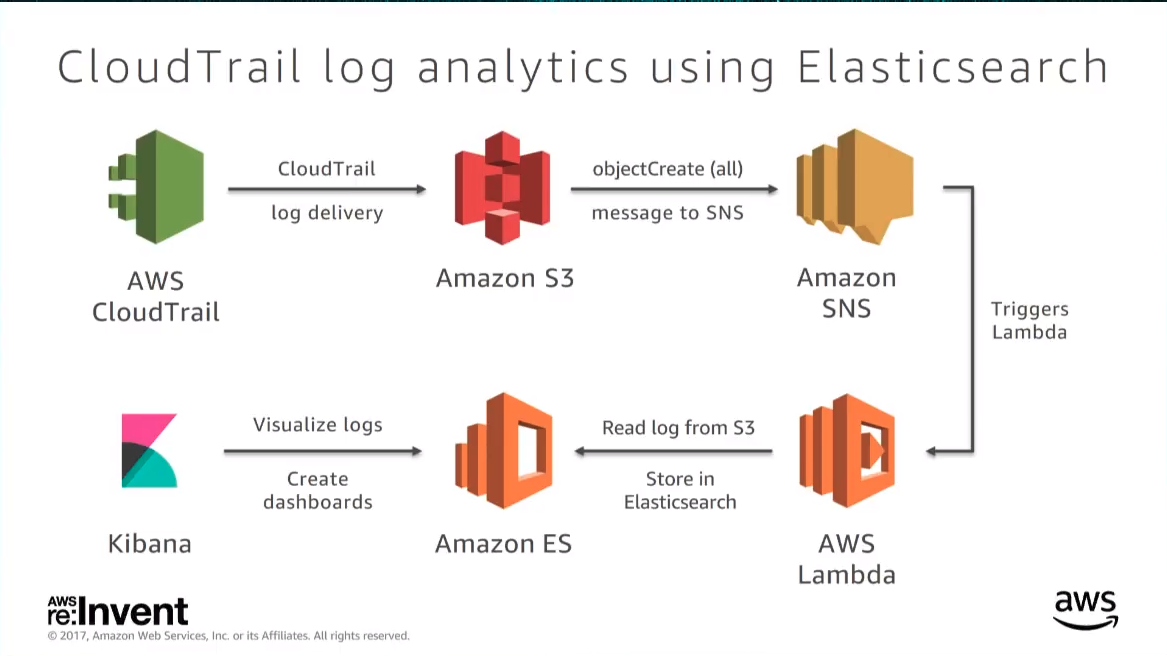 CloudTrail log analytics using Elasticsearch
CloudTrail
log delivery
objectCreate (all)
message to SNS
AWS
CloudTrail
Amazon S3
Amazon
SNS
Triggers
Lambda
Visualize logs
Create
dashboards
Read log from S3
Store in
Elasticsearch
Kibana
Amazon ES
AWS
Lambda
AWS
re:Invent
© 2017, Amazon Web Services, Inc. or its Affiliates. All rights reserved.
aws